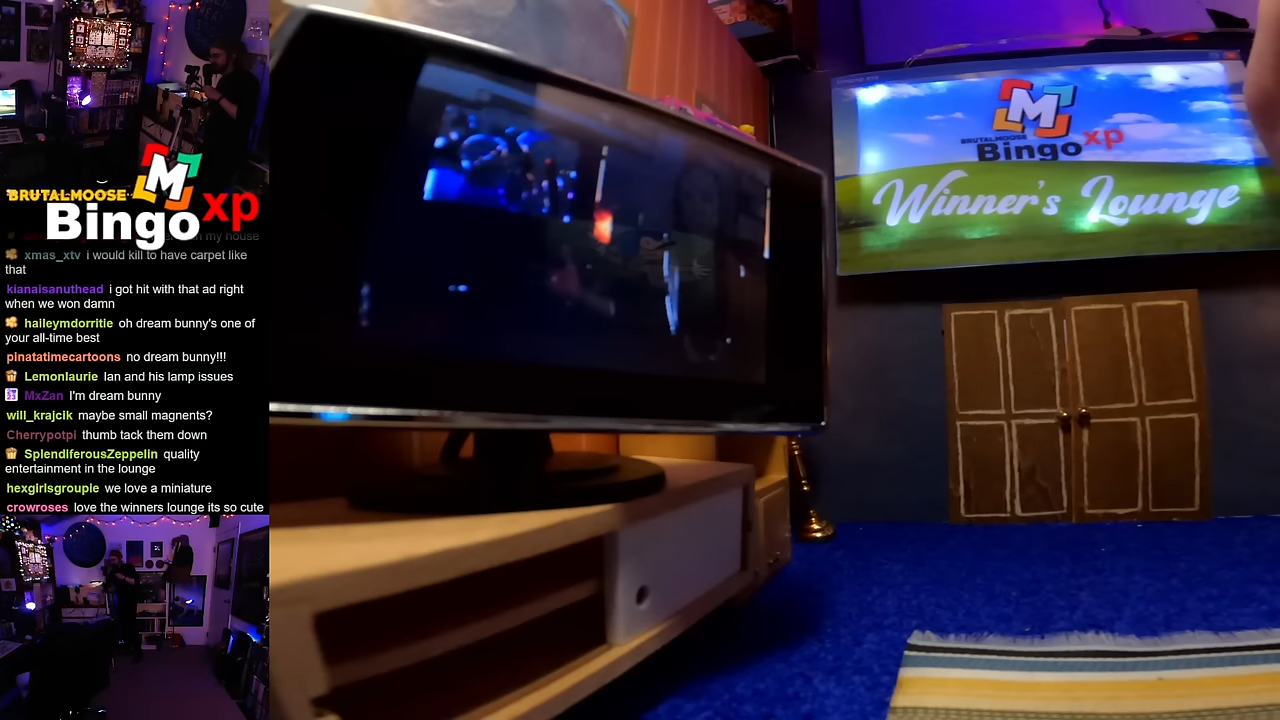 BRUTALMOOSE
M
Bingo xp
my house
xmas_xtv i would kill to have carpet like
that
kianaisanuthead i got hit with that ad right
when we won damn
haileymdorritie oh dream bunny's one of
your all-time best
pinatatimecartoons no dream bunny!!!
Lemonlaurie Ian and his lamp issues
MxZan I'm dream bunny
will_krajcik maybe small magnents?
Cherrypotpi thumb tack them down
SplendiferousZeppelin quality
entertainment in the lounge
hexgirlsgrouple we love a miniature
crowroses love the winners lounge its so cute
M
BRUTALMOOSE
Bingo xp
Winner's Lounge